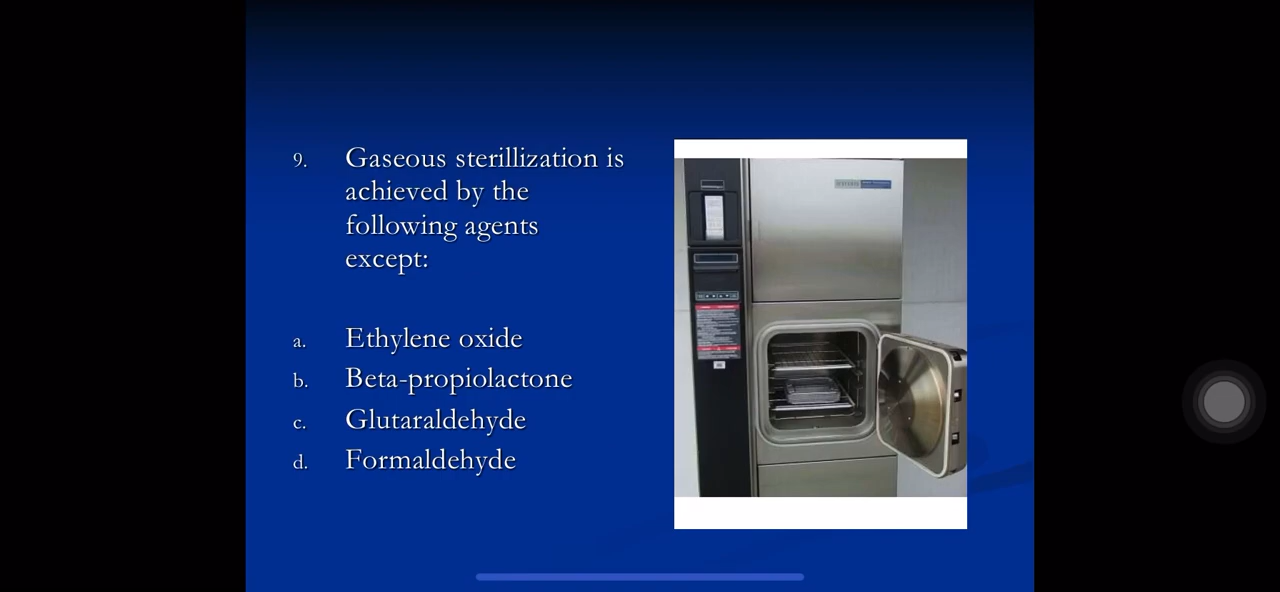 9. Gaseous sterillization is
achieved by the
following agents
except:
a. Ethylene oxide
b. Beta-propiolactone
c. Glutaraldehyde
d. Formaldehyde